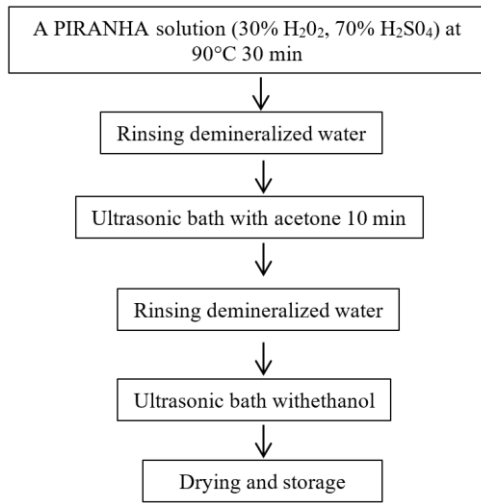 A PIRANHA solution (30% H₂0₂, 70% H₂S0₄) at
90°C 30 min
Rinsing demineralized water
Ultrasonic bath with acetone 10 min
Rinsing demineralized water
Ultrasonic bath withethanol
Drying and storage